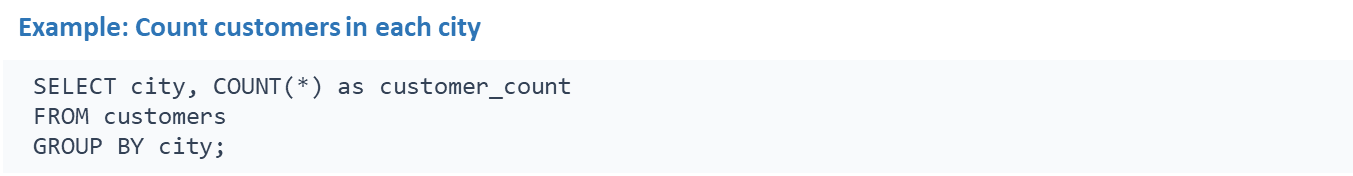 Example: Count customers in each city
SELECT city, COUNT(*) as customer_count
FROM customers
GROUP BY city;